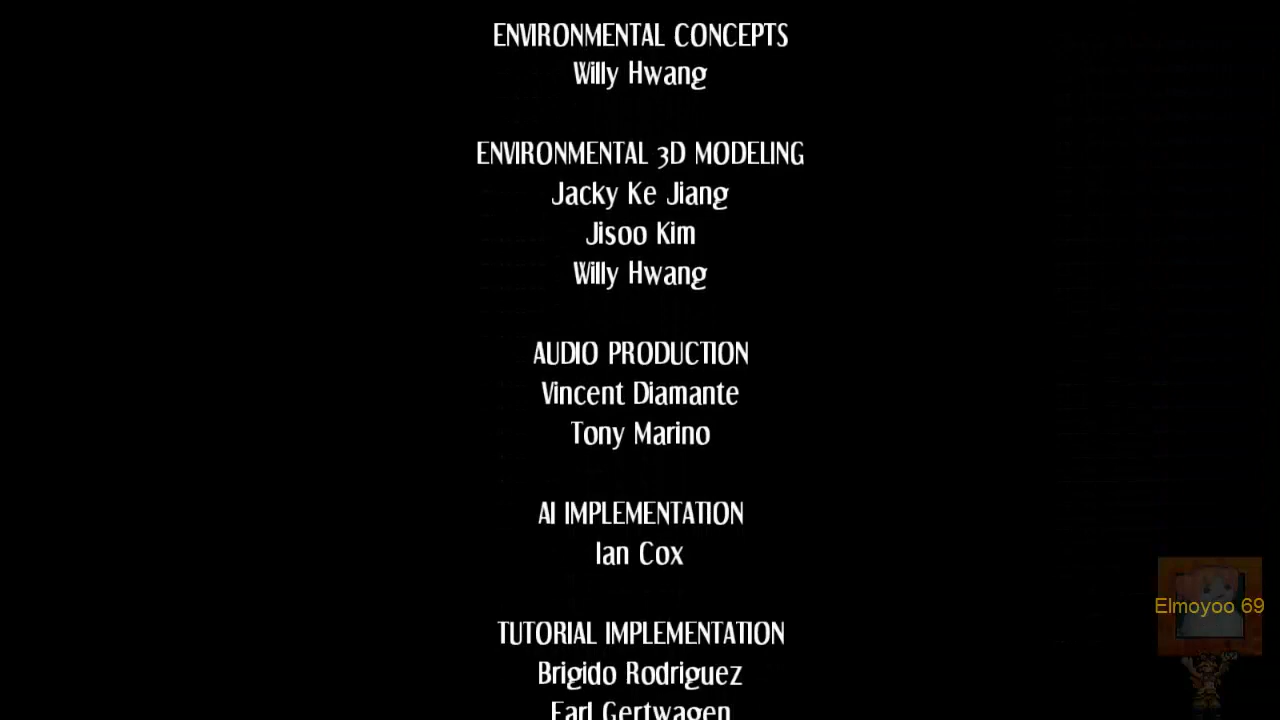 ENVIRONMENTAL CONCEPTS
Willy Hwang
ENVIRONMENTAL 3D MODELING
Jacky Ke Jiang
Jisoo Kim
Willy Hwang
AUDIO PRODUCTION
Vincent Diamante
Tony Marino
AI IMPLEMENTATION
Ian Cox
Elmoyoo 69
TUTORIAL IMPLEMENTATION
Brigido Rodriguez
Earl Gertwagen